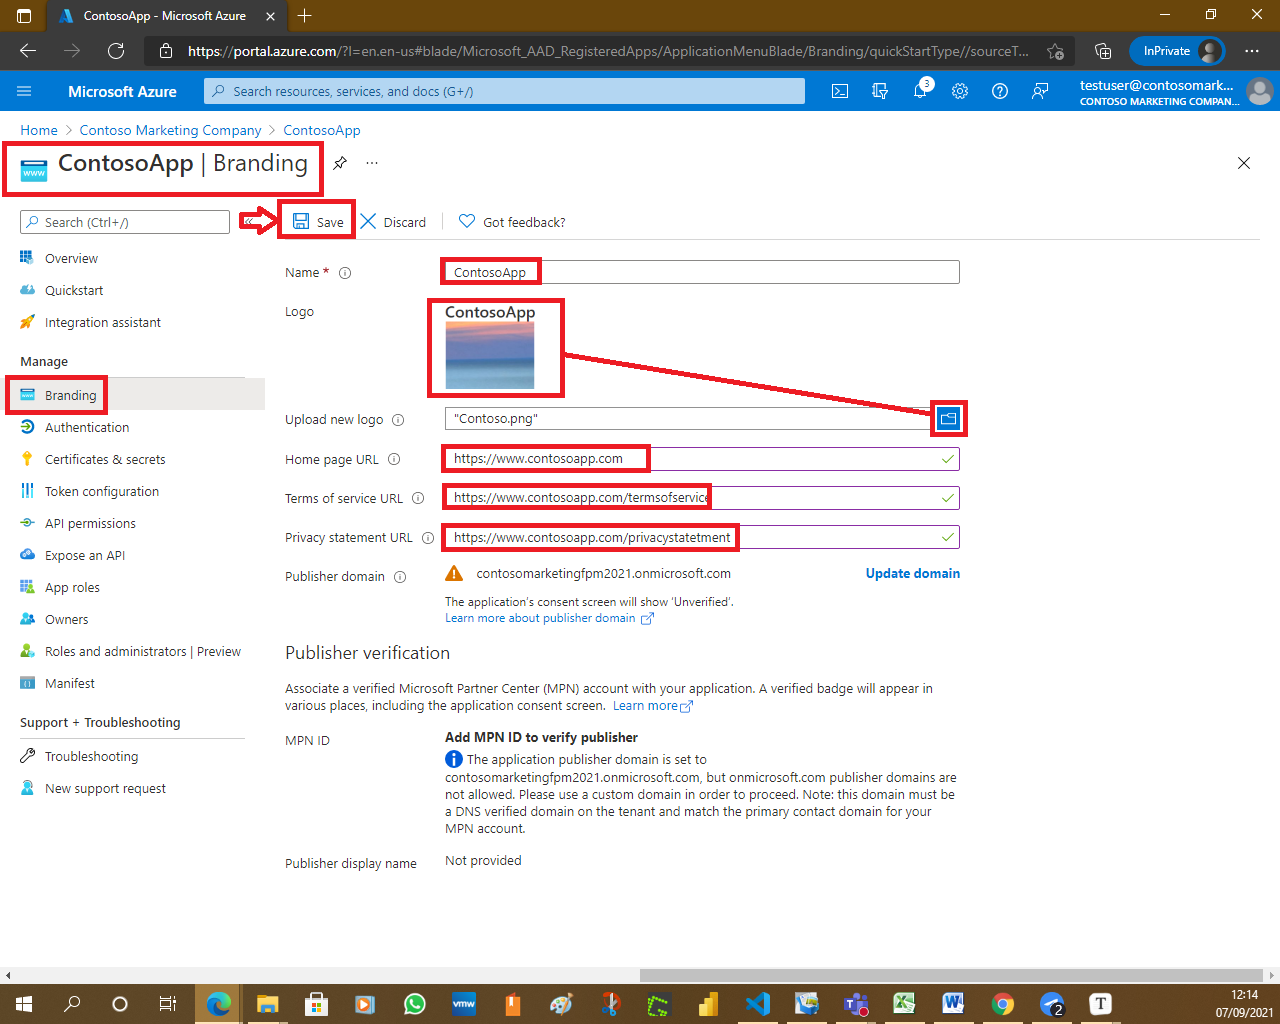 ContosoApp - Microsoft Azure
https://portal.azure.com/?l=en.en-us#blade/Microsoft_AAD_RegisteredApps/ApplicationMenuBlade/Branding/quickStartType//sourceT...
InPrivate
Microsoft Azure
Search resources, services, and docs (G+/)
3
testuser@contosomark...
CONTOSO MARKETING COMPAN...
Home > Contoso Marketing Company > ContosoApp
www
ContosoApp | Branding
...
Search (Ctrl+/)
«
Save
Discard
Got feedback?
Overview
Quickstart
Integration assistant
Manage
Branding
Authentication
Certificates & secrets
Token configuration
API permissions
Expose an API
App roles
Owners
Roles and administrators | Preview
Manifest
Support + Troubleshooting
Troubleshooting
New support request
Name *
ContosoApp
Logo
ContosoApp
Upload new logo
"Contoso.png"
Home page URL
https://www.contosoapp.com
Terms of service URL
https://www.contosoapp.com/termsofservice
Privacy statement URL
https://www.contosoapp.com/privacystatetment
Publisher domain
contosomarketingfpm2021.onmicrosoft.com
Update domain
The application's consent screen will show 'Unverified'.
Learn more about publisher domain
Publisher verification
Associate a verified Microsoft Partner Center (MPN) account with your application. A verified badge will appear in
various places, including the application consent screen. Learn more
MPN ID
Add MPN ID to verify publisher
The application publisher domain is set to
contosomarketingfpm2021.onmicrosoft.com, but onmicrosoft.com publisher domains are
not allowed. Please use a custom domain in order to proceed. Note: this domain must be
a DNS verified domain on the tenant and match the primary contact domain for your
MPN account.
Publisher display name
Not provided
vmw
2
T
12:14
07/09/2021